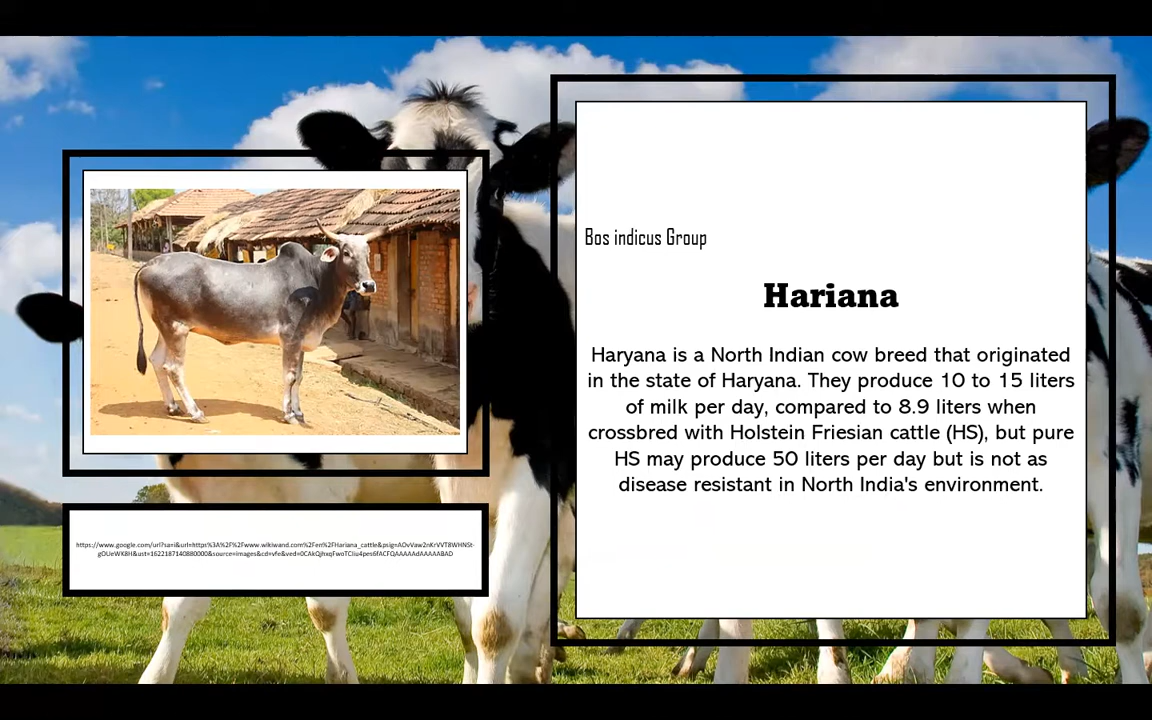 Bos indicus Group
Hariana
Haryana is a North Indian cow breed that originated
in the state of Haryana. They produce 10 to 15 liters
of milk per day, compared to 8.9 liters when
crossbred with Holstein Friesian cattle (HS), but pure
HS may produce 50 liters per day but is not as
disease resistant in North India's environment.